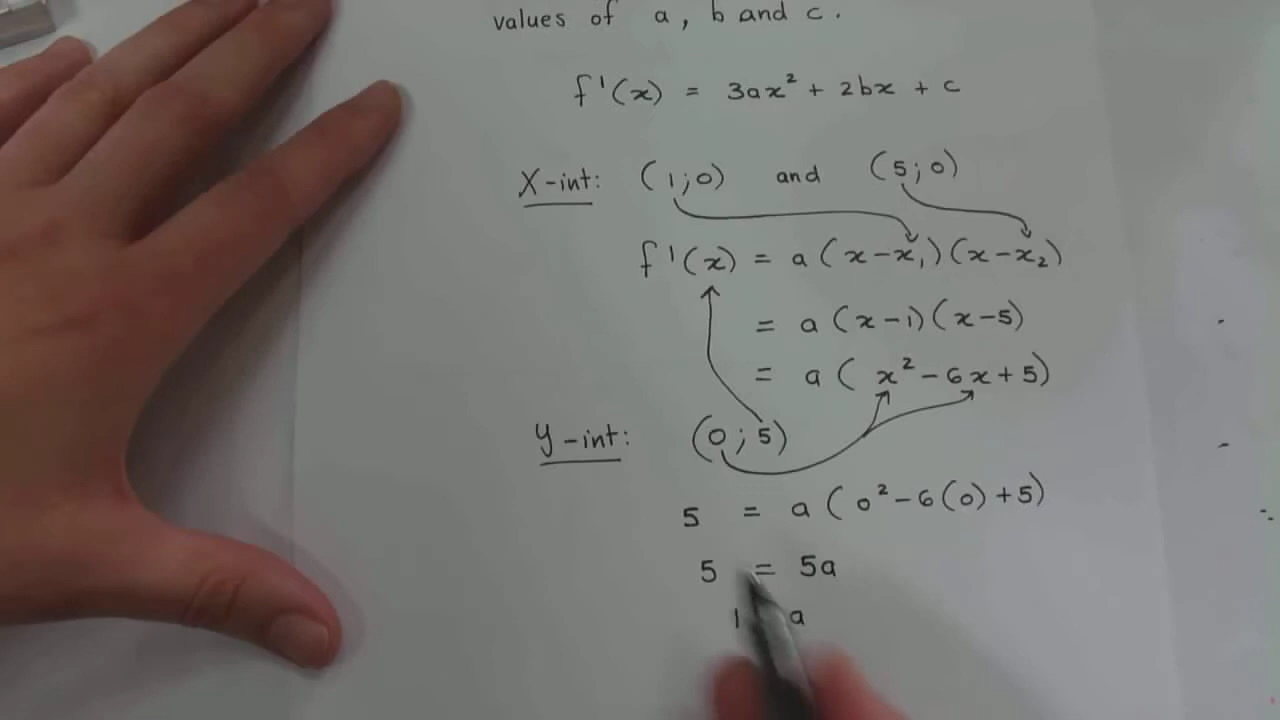 values of a, b and c.
f'(x) = 3ax² + 2bx + c
X-int: (1;0) and (5;0)
f'(x) = a(x-x₁)(x-x₂)
= a(x-1)(x-5)
= a(x²-6x+5)
Y-int: (0;5)
5 = a(0²-6(0)+5)
5 = 5a
1 a